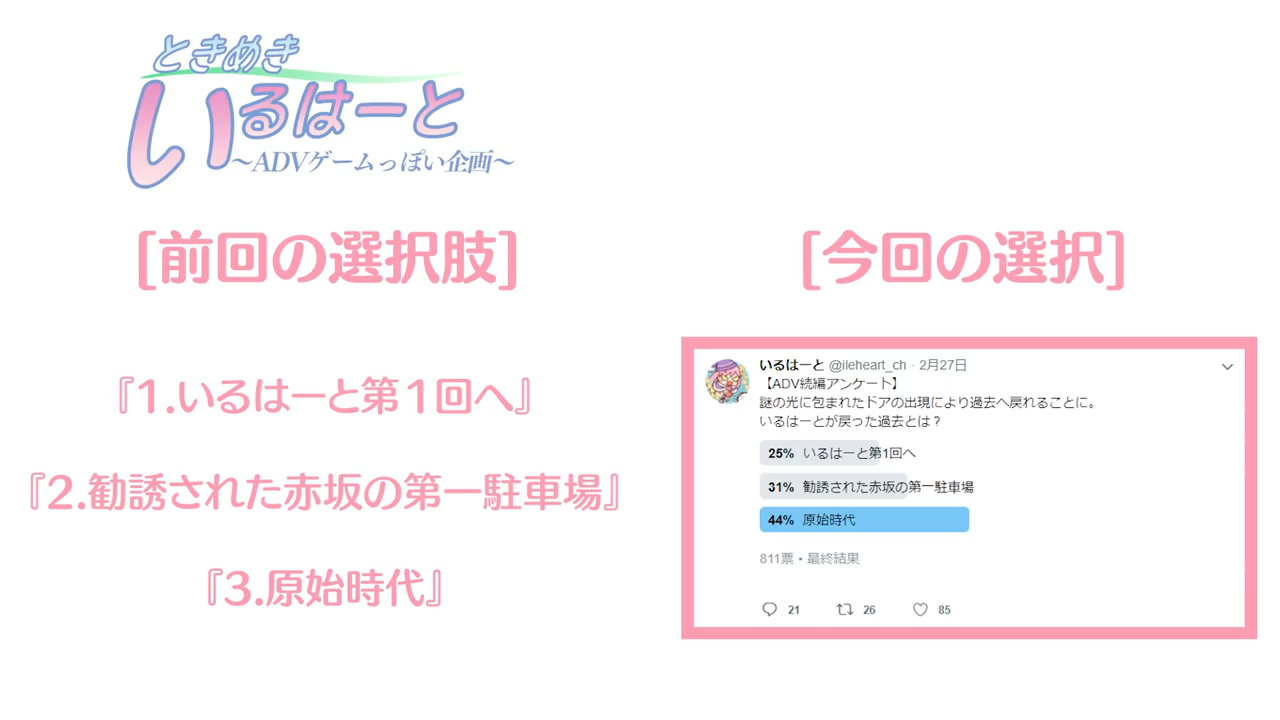 ときめき
いるはーと
～ADVゲームっぽい企画～
[前回の選択肢]
『1.いるはーと第1回へ』
『2.勧誘された赤坂の第一駐車場』
『3.原始時代』
[今回の選択]
いるはーと @ileheart_ch · 2月27日
【ADV続編アンケート】
謎の光に包まれたドアの出現により過去へ戻れることに。
いるはーとが戻った過去とは？
25% いるはーと第1回へ
31% 勧誘された赤坂の第一駐車場
44% 原始時代
811票・最終結果
21 26 85